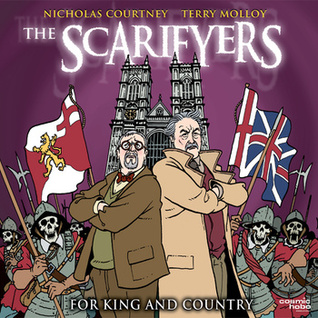 NICHOLAS COURTNEY TERRY MOLLOY
THE SCARIFYERS
FOR KING AND COUNTRY
cosmic
hobo